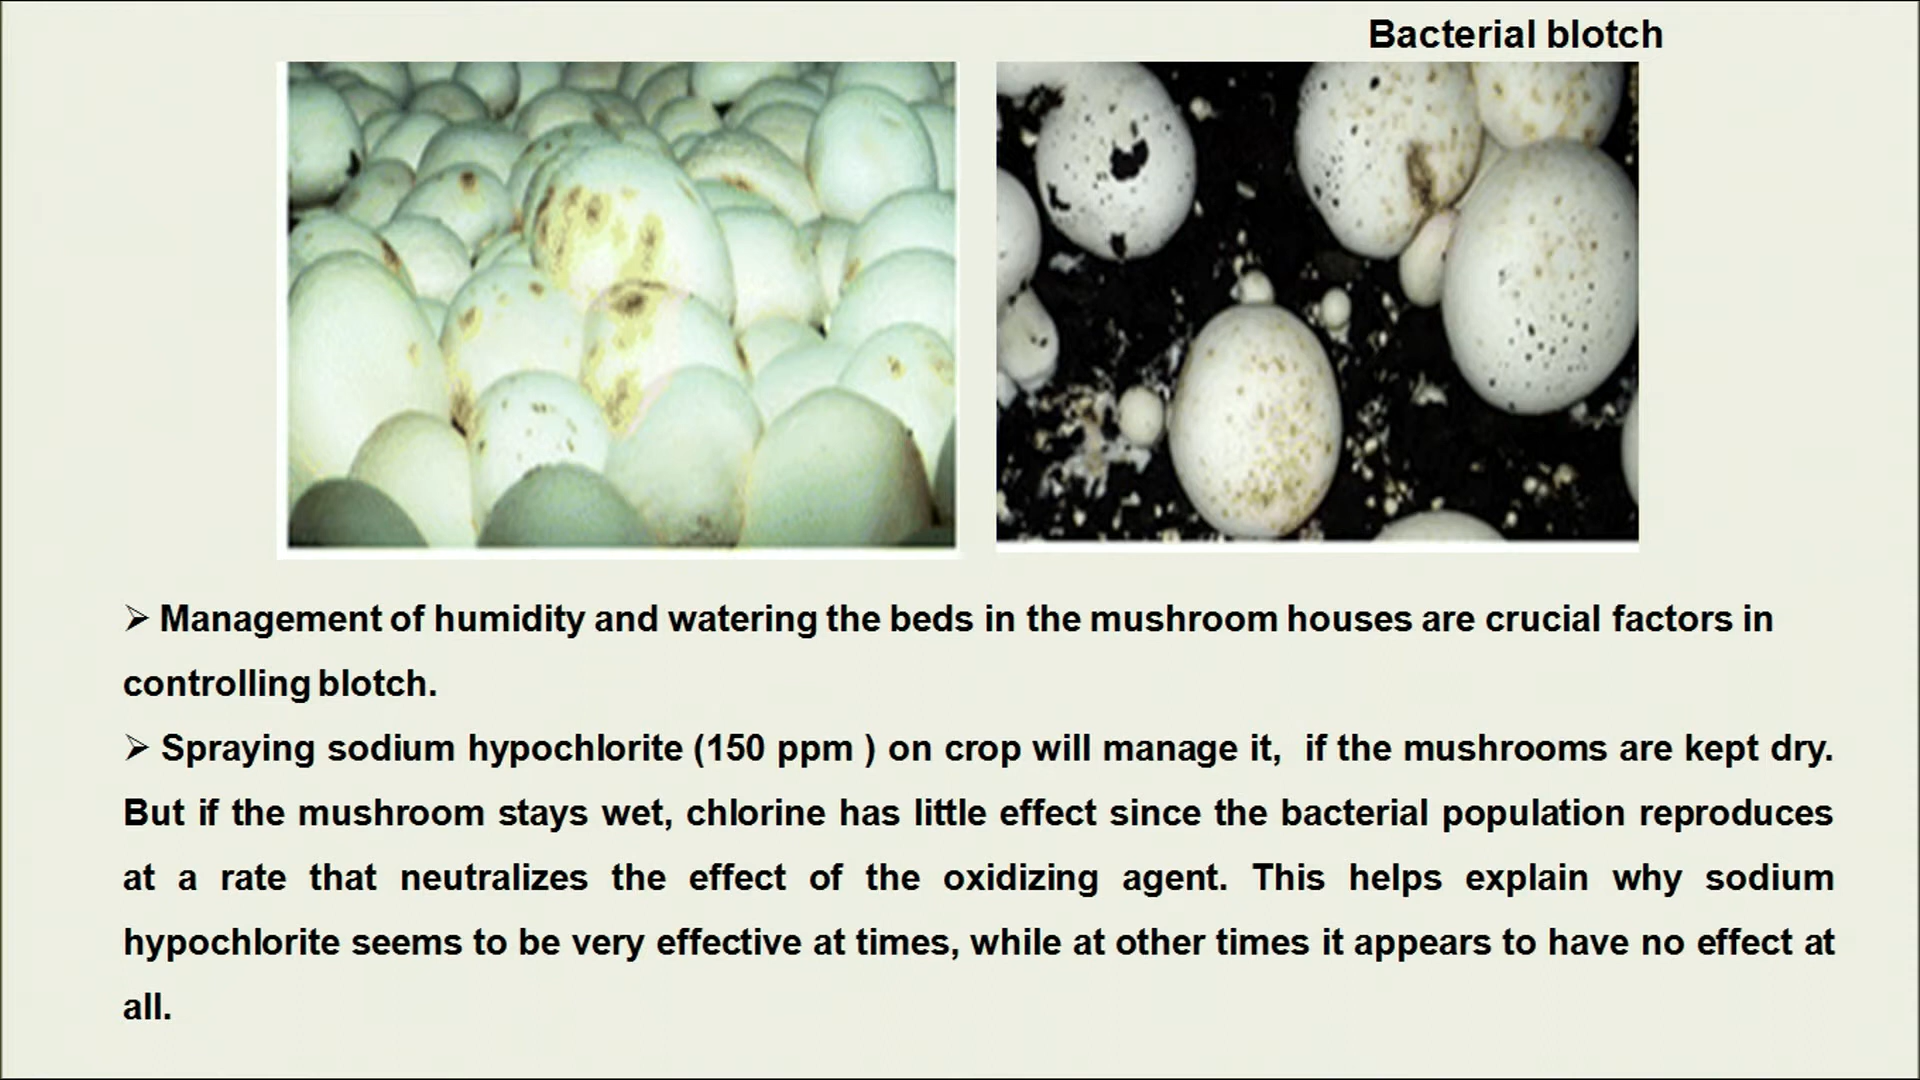 Bacterial blotch
➢ Management of humidity and watering the beds in the mushroom houses are crucial factors in
controlling blotch.
➢ Spraying sodium hypochlorite (150 ppm ) on crop will manage it,  if the mushrooms are kept dry.
But if the mushroom stays wet, chlorine has little effect since the bacterial population reproduces
at a rate that neutralizes the effect of the oxidizing agent. This helps explain why sodium
hypochlorite seems to be very effective at times, while at other times it appears to have no effect at
all.